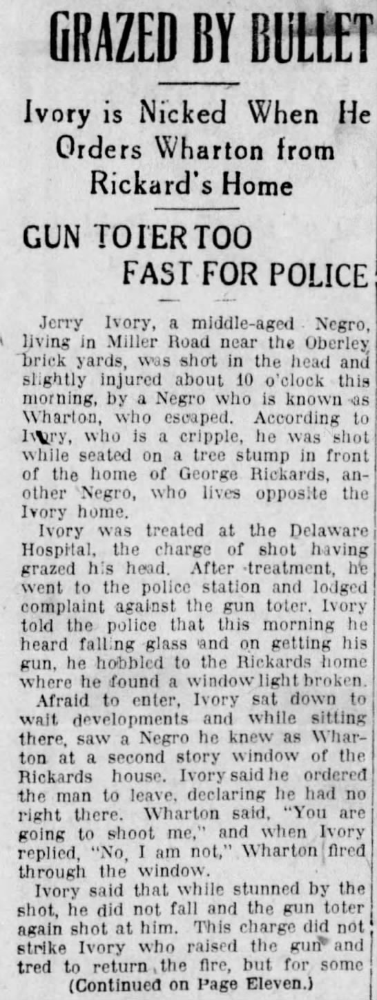 GRAZED BY BULLET
Ivory is Nicked When He
Orders Wharton from
Rickard's Home
GUN TOTER TOO
FAST FOR POLICE
Jerry Ivory, a middle-aged Negro,
living in Miller Road near the Oberley
brick yards, was shot in the head and
slightly injured about 10 o'clock this
morning, by a Negro who is known as
Wharton, who escaped. According to
Ivory, who is a cripple, he was shot
while seated on a tree stump in front
of the home of George Rickards, an-
other Negro, who lives opposite the
Ivory home.
Ivory was treated at the Delaware
Hospital, the charge of shot having
grazed his head. After treatment, he
went to the police station and lodged
complaint against the gun toter. Ivory
told the police that this morning he
heard falling glass and on getting his
gun, he hobbled to the Rickards home
where he found a window light broken.
Afraid to enter, Ivory sat down to
wait developments and while sitting
there, saw a Negro he knew as Whar-
ton at a second story window of the
Rickards house. Ivory said he ordered
the man to leave, declaring he had no
right there. Wharton said, "You are
going to shoot me," and when Ivory
replied, "No, I am not," Wharton fired
through the window.
Ivory said that while stunned by the
shot, he did not fall and the gun toter
again shot at him. This charge did not
strike Ivory who raised the gun and
tred to return the fire, but for some
(Continued on Page Eleven.)